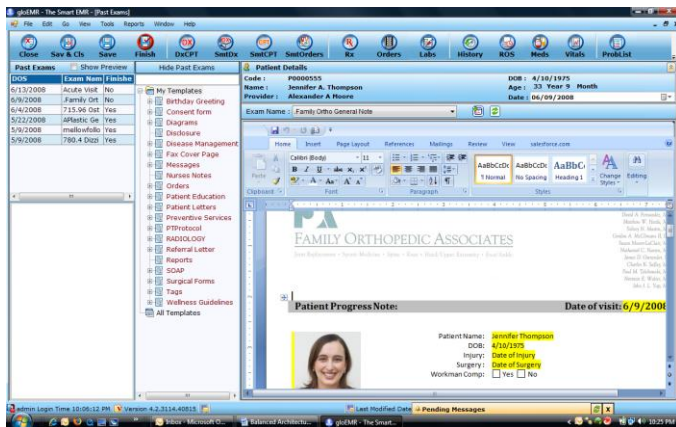 gloEMR - The Smart EMR - [Past Exams]
File Edit Go View Tools Reports Window Help
Close Sav & Cls Save Finish DxCPT SmtDx SmtCPT SmtOrders Rx Orders Labs History ROS Meds Vitals ProbList
Past Exams Show Preview
DOS Exam Nom Finishe
6/13/2008 Acute Visit No
6/9/2008 .Family Ort No
6/4/2008 715.96 Ost Yes
5/22/2008 APlastic Ge Yes
5/9/2008 mallowfollo Yes
5/9/2008 780.4 Dizzi Yes
Hide Past Exams
My Templates
Birthday Greeting
Consent form
Diagrams
Disclosure
Disease Management
Fax Cover Page
Messages
Nurses Notes
Orders
Patient Education
Patient Letters
Preventive Services
PTProtocol
RADIOLOGY
Referral Letter
Reports
SOAP
Surgical Forms
Tags
Wellness Guidelines
All Templates
Patient Details
Code : P0000555 DOB : 4/10/1975
Name : Jennifer A. Thompson Age : 33 Year 9 Month
Provider : Alexander A Moore Date : 06/09/2008
Exam Name : Family Ortho General Note
Home Insert Page Layout References Mailings Review View salesforce.com
Paste
Calibri (Body) 11
AaBbCcDc AaBbCcDc AaBbCc
¶ Normal No Spacing Heading 1
Change Styles Editing
Clipboard Font Paragraph Styles
FAMILY ORTHOPEDIC ASSOCIATES
Patient Progress Note: Date of visit: 6/9/2008
Patient Name: Jennifer Thompson
DOB: 4/10/1975
Injury: Date of Injury
Surgery : Date of Surgery
Workman Comp: Yes No
admin Login Time 10:06:12 PM Version 4.2.3114.40815 Last Modified Date Pending Messages
Inbox - Microsoft O... Balanced Architectu... gloEMR - The Smart... 10:25 PM